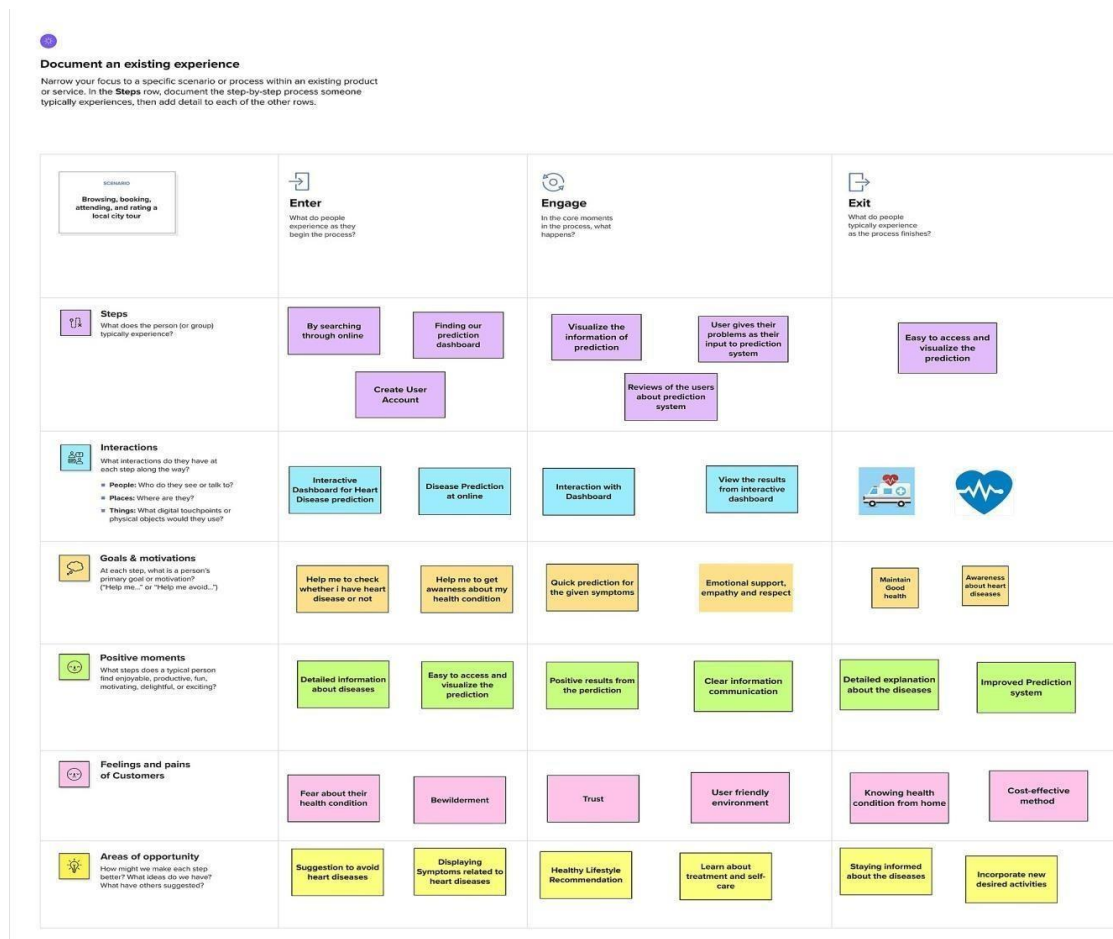 Document an existing experience
Narrow your focus to a specific scenario or process within an existing product
or service. In the Steps row, document the step-by-step process someone
typically experiences, then add detail to each of the other rows.
SCENARIO
Browsing, booking,
attending, and rating a
local city tour
Enter
What do people
experience as they
begin the process?
Engage
In the core moments
in the process, what
happens?
Exit
What do people
typically experience
as the process finishes?
Steps
What does the person (or group)
typically experience?
By searching
through online
Finding our
prediction
dashboard
Create User
Account
Visualize the
information of
prediction
User gives their
problems as their
input to prediction
system
Reviews of the users
about prediction
system
Easy to access and
visualize the
prediction
Interactions
What interactions do they have at
each step along the way?
People: Who do they see or talk to?
Places: Where are they?
Things: What digital touchpoints or
physical objects would they use?
Interactive
Dashboard for Heart
Disease prediction
Disease Prediction
at online
Interaction with
Dashboard
View the results
from interactive
dashboard
Goals & motivations
At each step, what is a person's
primary goal or motivation?
("Help me..." or "Help me avoid...")
Help me to check
whether i have heart
disease or not
Help me to get
awarness about my
health condition
Quick prediction for
the given symptoms
Emotional support,
empathy and respect
Maintain
Good
health
Awareness
about heart
diseases
Positive moments
What steps does a typical person
find enjoyable, productive, fun,
motivating, delightful, or exciting?
Detailed information
about diseases
Easy to access and
visualize the
prediction
Positive results from
the perdiction
Clear information
communication
Detailed explanation
about the diseases
Improved Prediction
system
Feelings and pains
of Customers
Fear about their
health condition
Bewilderment
Trust
User friendly
environment
Knowing health
condition from home
Cost-effective
method
Areas of opportunity
How might we make each step
better? What ideas do we have?
What have others suggested?
Suggestion to avoid
heart diseases
Displaying
Symptoms related to
heart diseases
Healthy Lifestyle
Recommendation
Learn about
treatment and self-
care
Staying informed
about the diseases
Incorporate new
desired activities